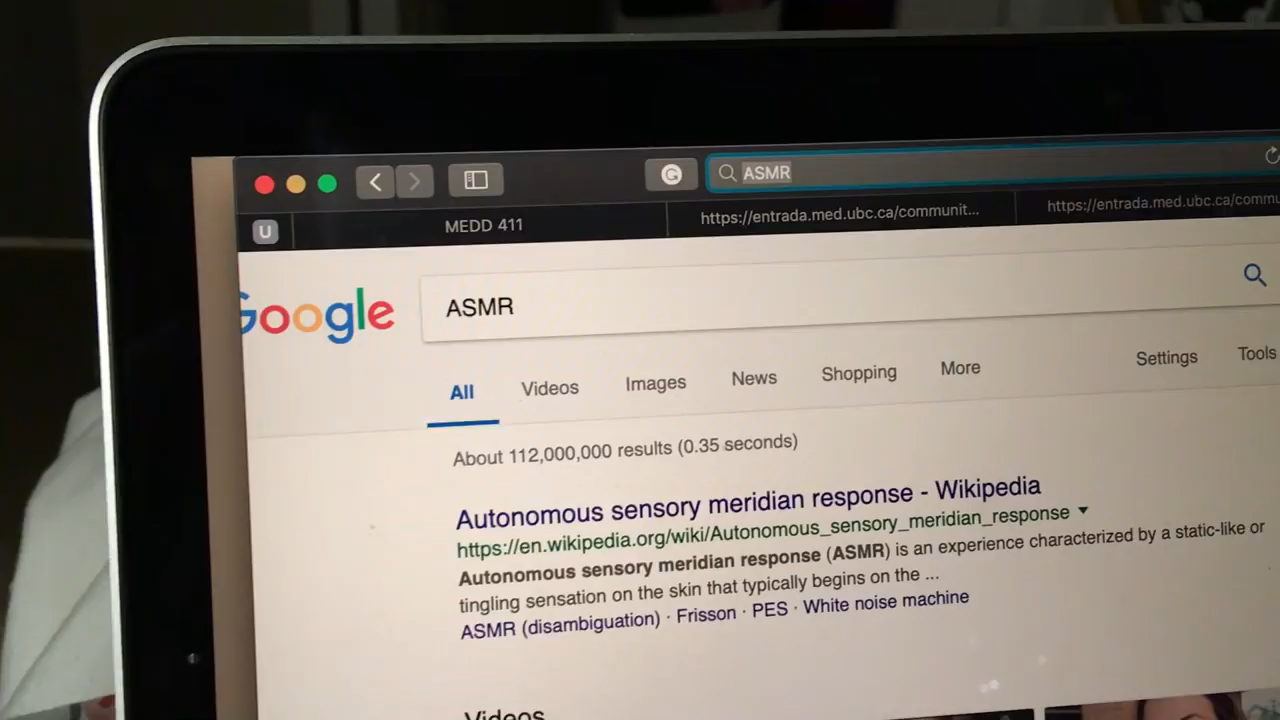 ASMR
U
MEDD 411
https://entrada.med.ubc.ca/communit...
https://entrada.med.ubc.ca/commu
Google
ASMR
All
Videos
Images
News
Shopping
More
Settings
Tools
About 112,000,000 results (0.35 seconds)
Autonomous sensory meridian response - Wikipedia
https://en.wikipedia.org/wiki/Autonomous_sensory_meridian_response
Autonomous sensory meridian response (ASMR) is an experience characterized by a static-like or
tingling sensation on the skin that typically begins on the ...
ASMR (disambiguation) · Frisson · PES · White noise machine
Videos